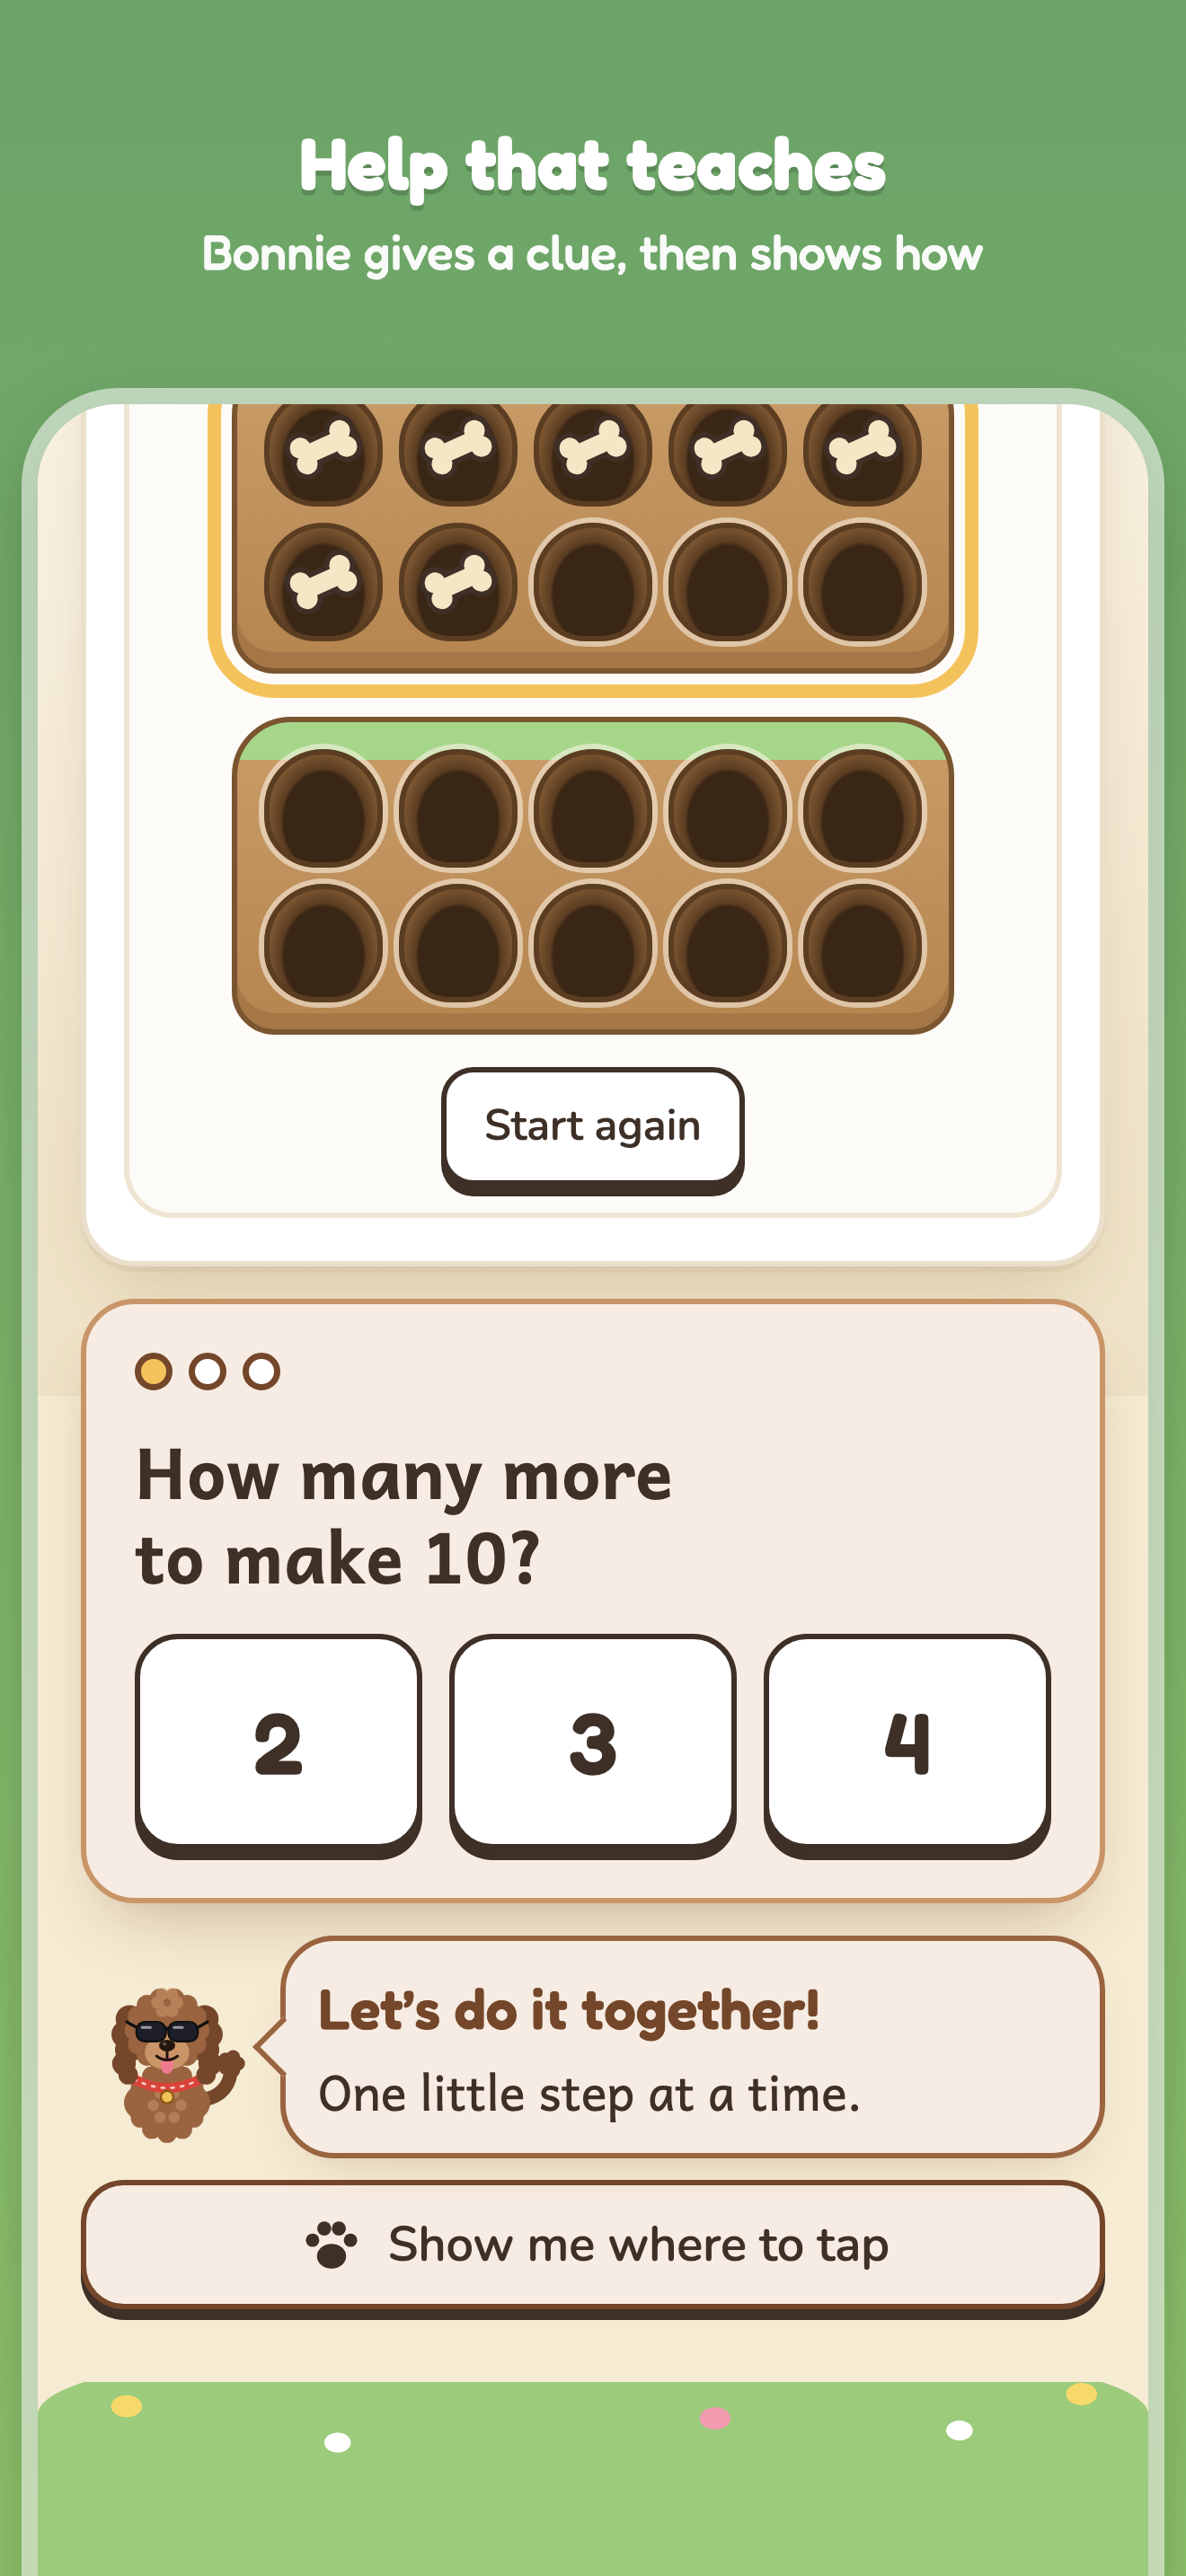 Help that teaches
Bonnie gives a clue, then shows how
Start again
How many more
to make 10?
2
3
4
Let's do it together!
One little step at a time.
Show me where to tap